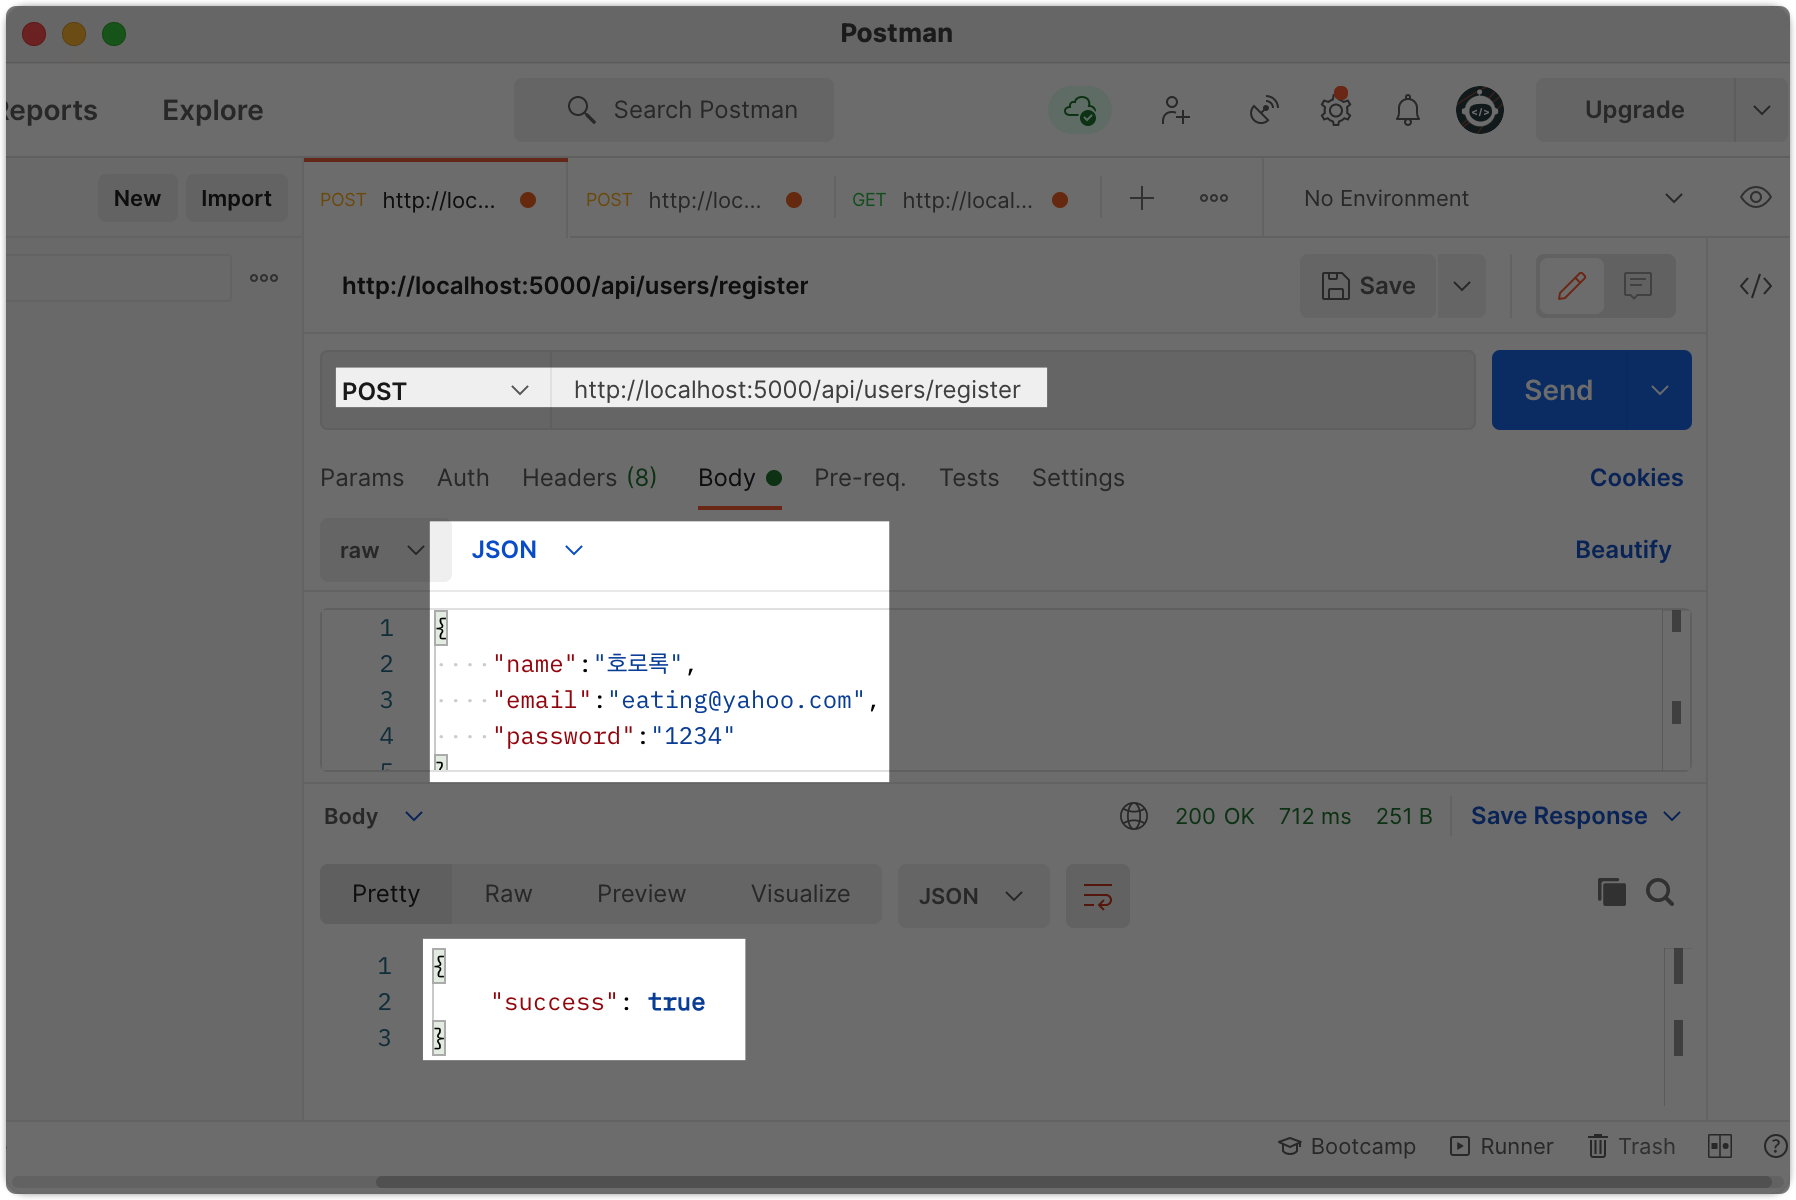 Postman
Reports Explore Search Postman Upgrade
New Import POST http://loc... POST http://loc... GET http://local... No Environment
http://localhost:5000/api/users/register Save
POST http://localhost:5000/api/users/register Send
Params Auth Headers (8) Body Pre-req. Tests Settings Cookies
raw JSON Beautify
1 {
2 "name":"호로록",
3 "email":"eating@yahoo.com",
4 "password":"1234"
5 }
Body 200 OK 712 ms 251 B Save Response
Pretty Raw Preview Visualize JSON
1 {
2 "success": true
3 }
Bootcamp Runner Trash